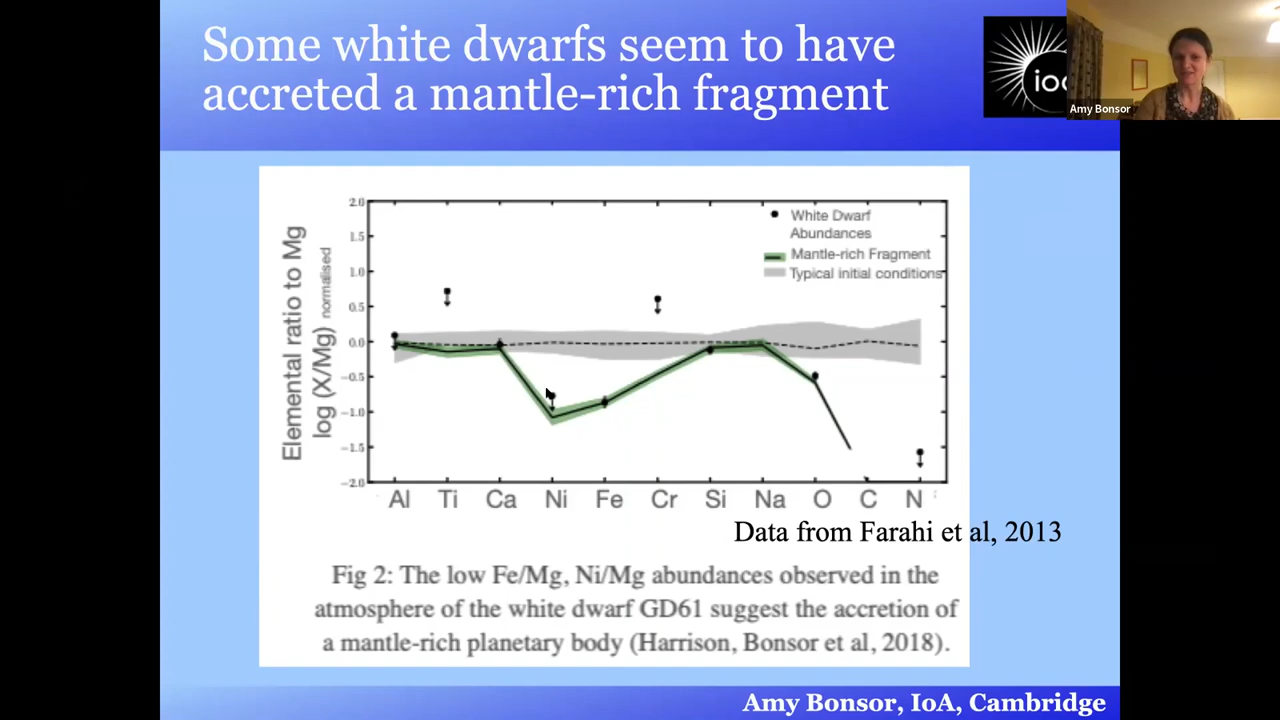 Some white dwarfs seem to have
accreted a mantle-rich fragment
Amy Bonsor
Elemental ratio to Mg
log (X/Mg) normalised
2.0
1.5
1.0
0.5
0.0
−0.5
−1.0
−1.5
−2.0
White Dwarf
Abundances
Mantle-rich Fragment
Typical initial conditions
Al Ti Ca Ni Fe Cr Si Na O C N
Data from Farahi et al, 2013
Fig 2: The low Fe/Mg, Ni/Mg abundances observed in the
atmosphere of the white dwarf GD61 suggest the accretion of
a mantle-rich planetary body (Harrison, Bonsor et al, 2018).
Amy Bonsor, IoA, Cambridge